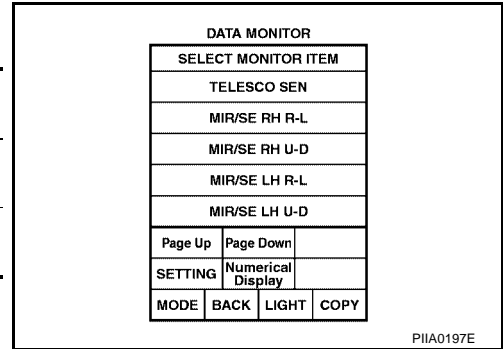 DATA MONITOR
SELECT MONITOR ITEM
TELESCO SEN
MIR/SE RH R-L
MIR/SE RH U-D
MIR/SE LH R-L
MIR/SE LH U-D
Page Up Page Down
SETTING Numerical Display
MODE BACK LIGHT COPY
PIIA0197E